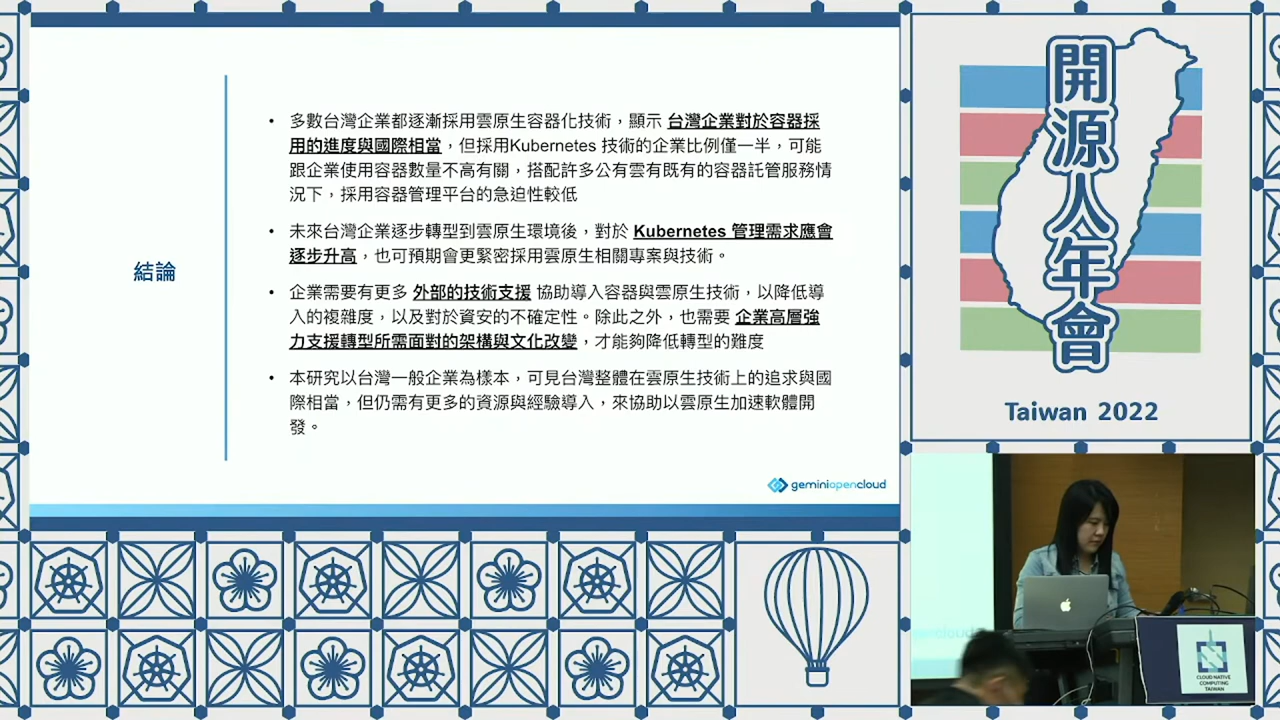 結論
• 多數台灣企業都逐漸採用雲原生容器化技術，顯示 台灣企業對於容器採
用的進度與國際相當，但採用Kubernetes 技術的企業比例僅一半，可能
跟企業使用容器數量不高有關，搭配許多公有雲有既有的容器託管服務情
況下，採用容器管理平台的急迫性較低
• 未來台灣企業逐步轉型到雲原生環境後，對於 Kubernetes 管理需求應會
逐步升高，也可預期會更緊密採用雲原生相關專案與技術。
• 企業需要有更多 外部的技術支援 協助導入容器與雲原生技術，以降低導
入的複雜度，以及對於資安的不確定性。除此之外，也需要 企業高層強
力支援轉型所需面對的架構與文化改變，才能夠降低轉型的難度
• 本研究以台灣一般企業為樣本，可見台灣整體在雲原生技術上的追求與國
際相當，但仍需有更多的資源與經驗導入，來協助以雲原生加速軟體開
發。
geminiopencloud
開源人年會
Taiwan 2022
CLOUD NATIVE
COMPUTING
TAIWAN